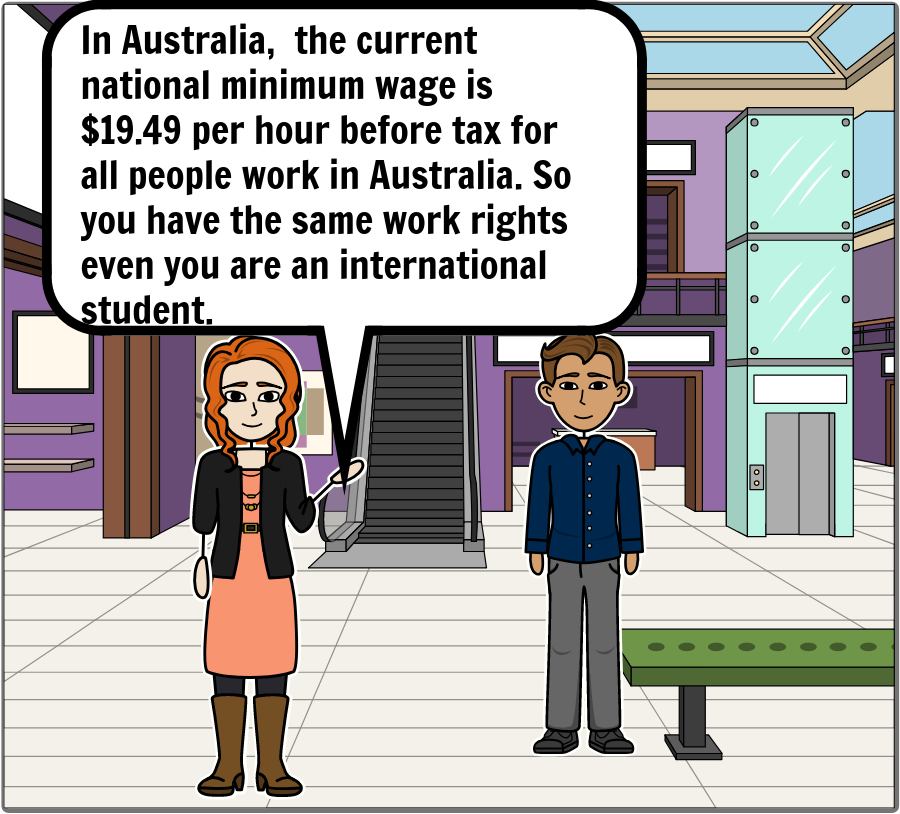 In Australia,  the current
national minimum wage is
$19.49 per hour before tax for
all people work in Australia. So
you have the same work rights
even you are an international
student.